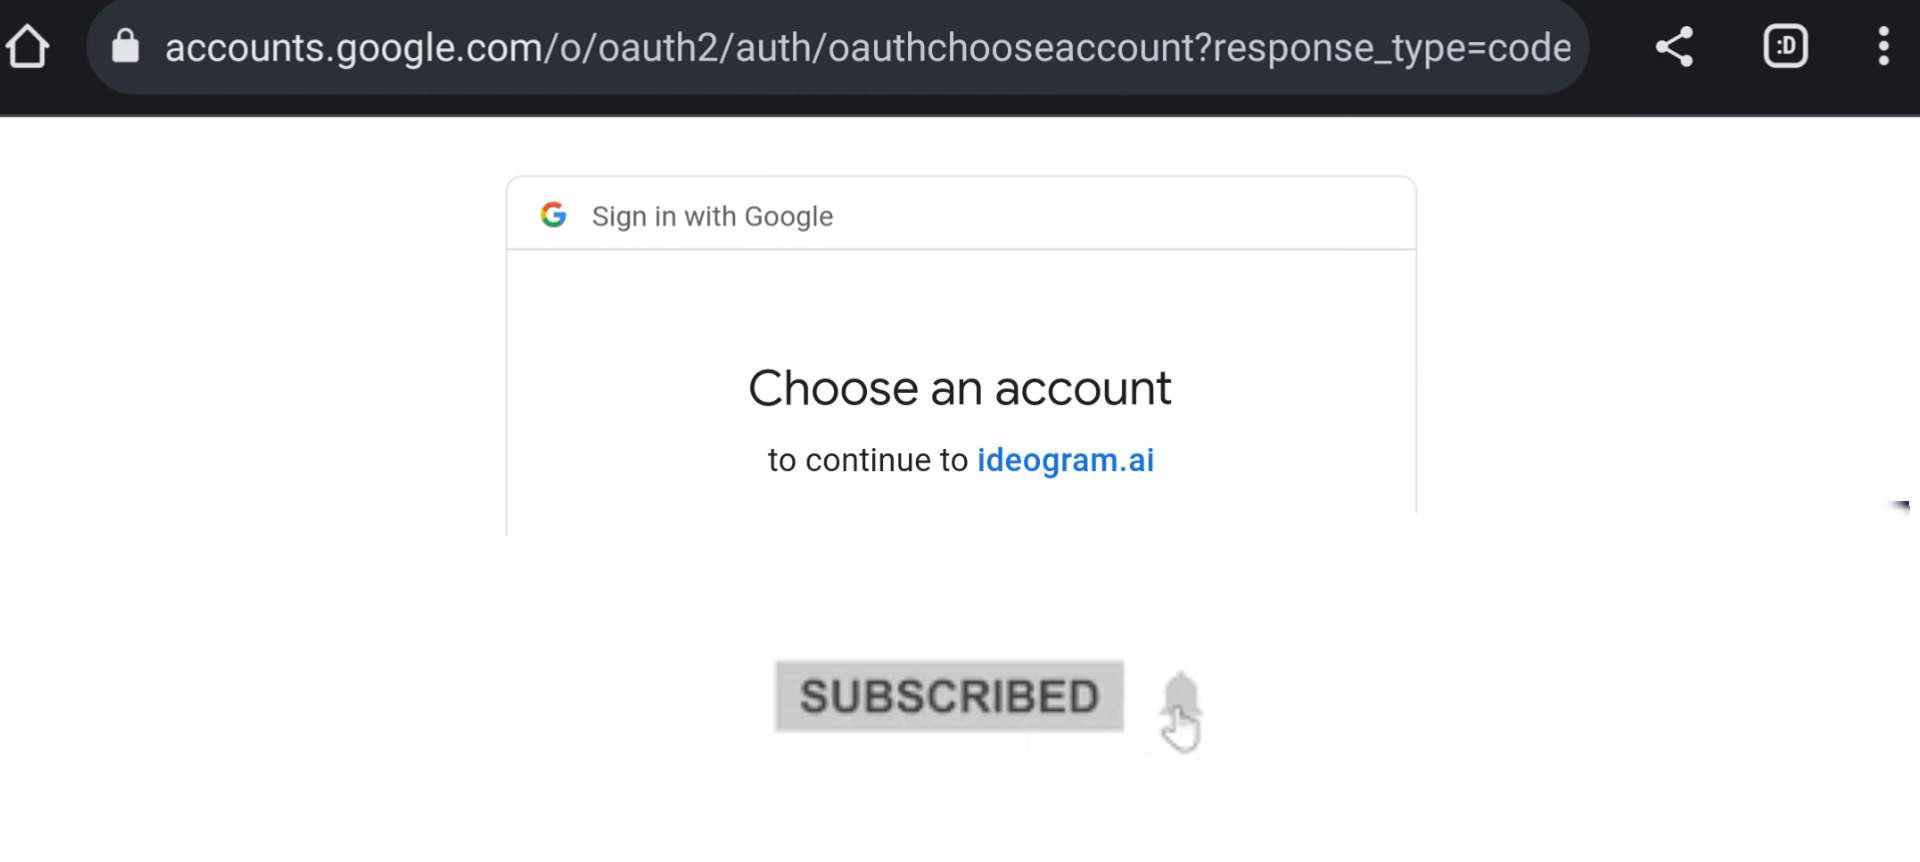 accounts.google.com/o/oauth2/auth/oauthchooseaccount?response_type=code
:D
Sign in with Google
Choose an account
to continue to ideogram.ai
SUBSCRIBED